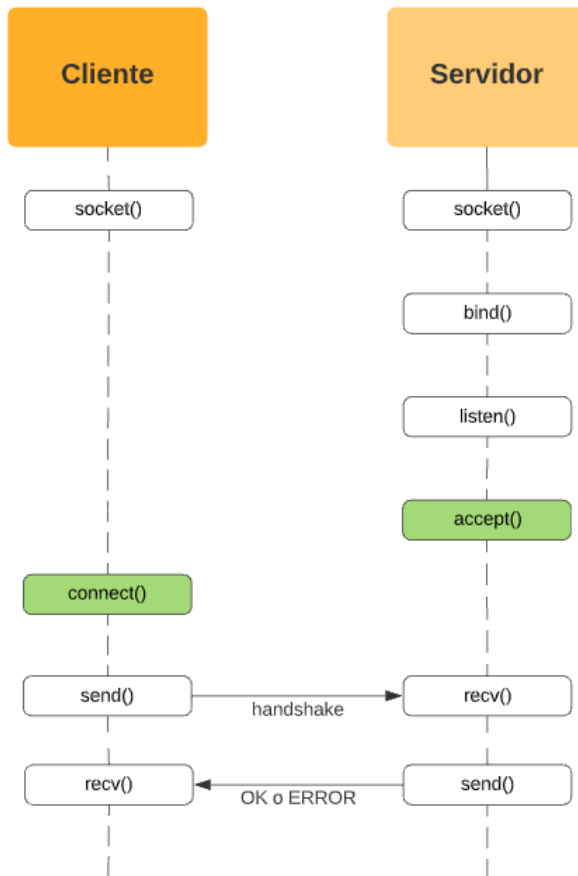 Cliente
Servidor
socket()
socket()
bind()
listen()
accept()
connect()
send()
handshake
recv()
recv()
OK o ERROR
send()